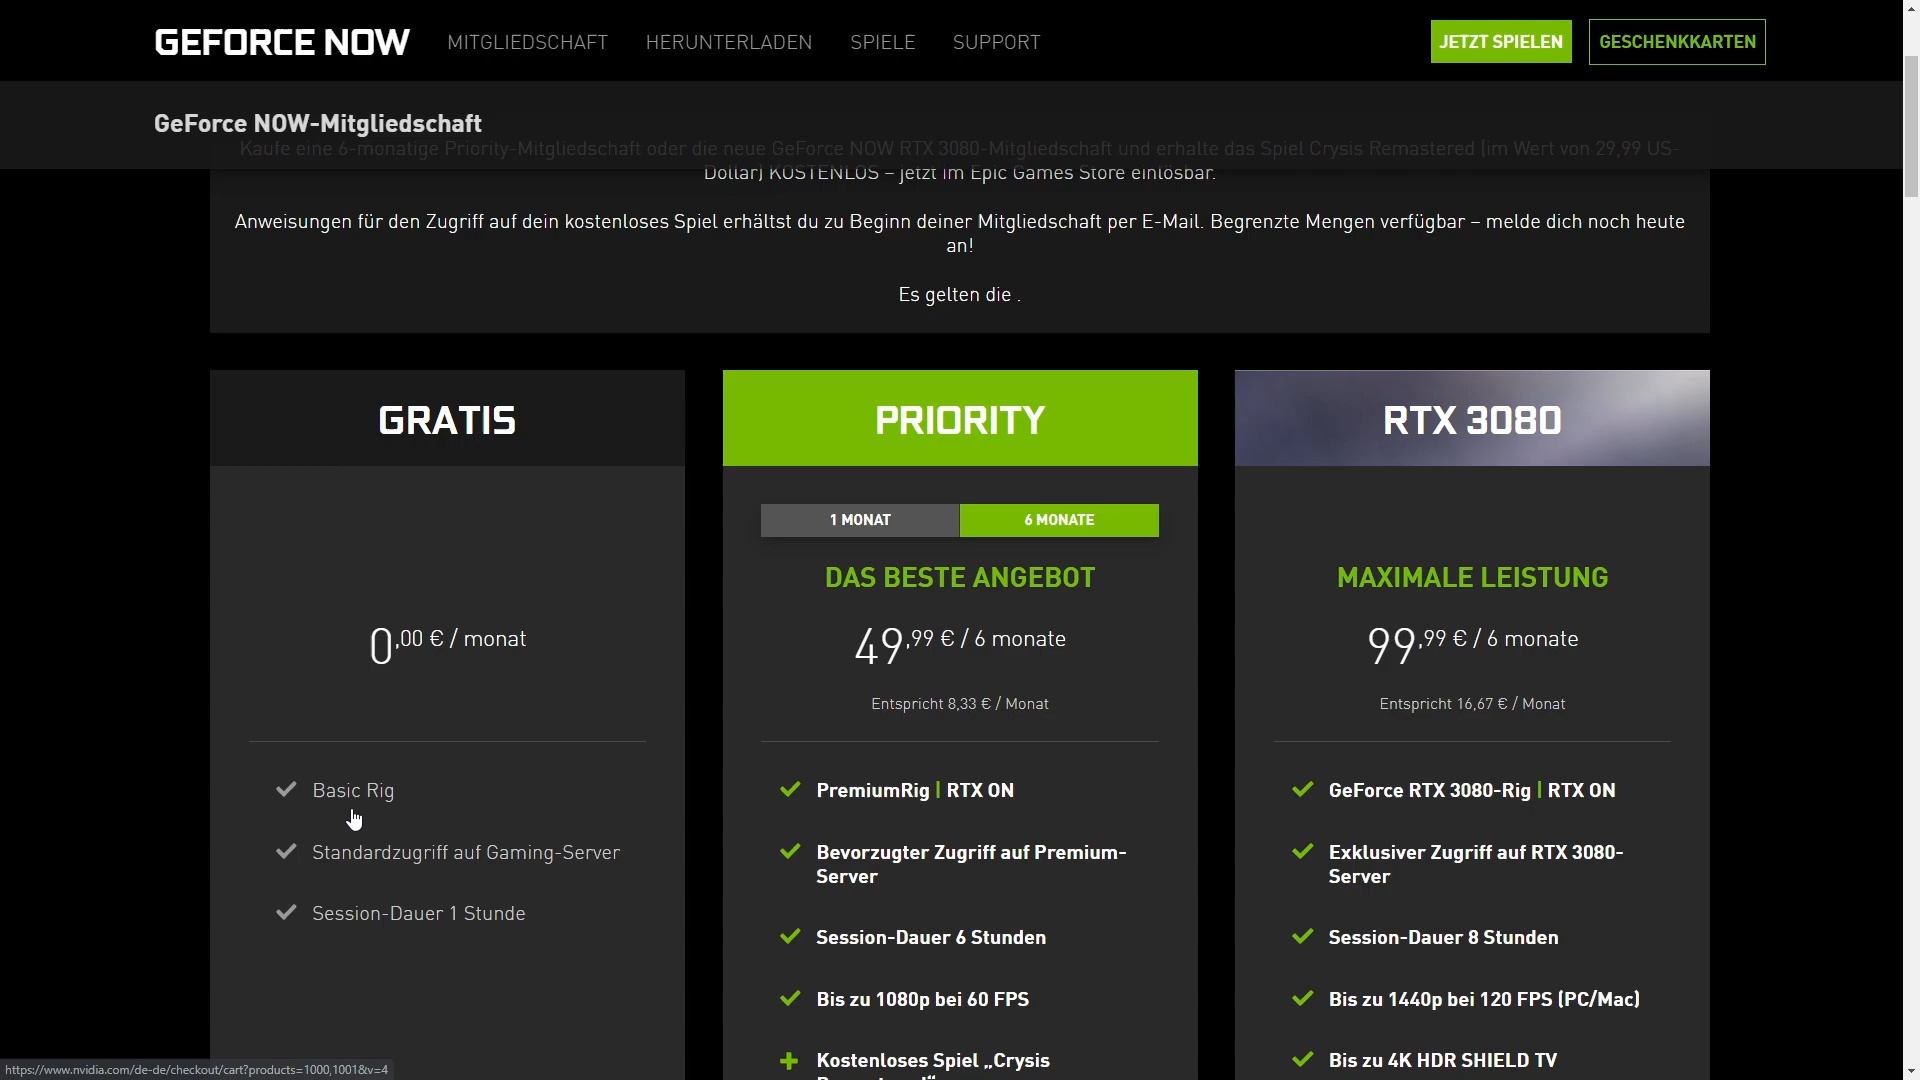 GEFORCE NOW
MITGLIEDSCHAFT
HERUNTERLADEN
SPIELE
SUPPORT
JETZT SPIELEN
GESCHENKKARTEN
GeForce NOW-Mitgliedschaft
Kaufe eine 6-monatige Priority-Mitgliedschaft oder die neue GeForce NOW RTX 3080-Mitgliedschaft und erhalte das Spiel Crysis Remastered (im Wert von 29,99 US-
Dollar) KOSTENLOS – jetzt im Epic Games Store einlösbar.
Anweisungen für den Zugriff auf dein kostenloses Spiel erhältst du zu Beginn deiner Mitgliedschaft per E-Mail. Begrenzte Mengen verfügbar – melde dich noch heute
an!
Es gelten die .
GRATIS
0,00 € / monat
Basic Rig
Standardzugriff auf Gaming-Server
Session-Dauer 1 Stunde
PRIORITY
1 MONAT
6 MONATE
DAS BESTE ANGEBOT
49,99 € / 6 monate
Entspricht 8,33 € / Monat
PremiumRig | RTX ON
Bevorzugter Zugriff auf Premium-
Server
Session-Dauer 6 Stunden
Bis zu 1080p bei 60 FPS
Kostenloses Spiel „Crysis
RTX 3080
MAXIMALE LEISTUNG
99,99 € / 6 monate
Entspricht 16,67 € / Monat
GeForce RTX 3080-Rig | RTX ON
Exklusiver Zugriff auf RTX 3080-
Server
Session-Dauer 8 Stunden
Bis zu 1440p bei 120 FPS (PC/Mac)
Bis zu 4K HDR SHIELD TV
https://www.nvidia.com/de-de/checkout/cart?products=1000,1001&v=4